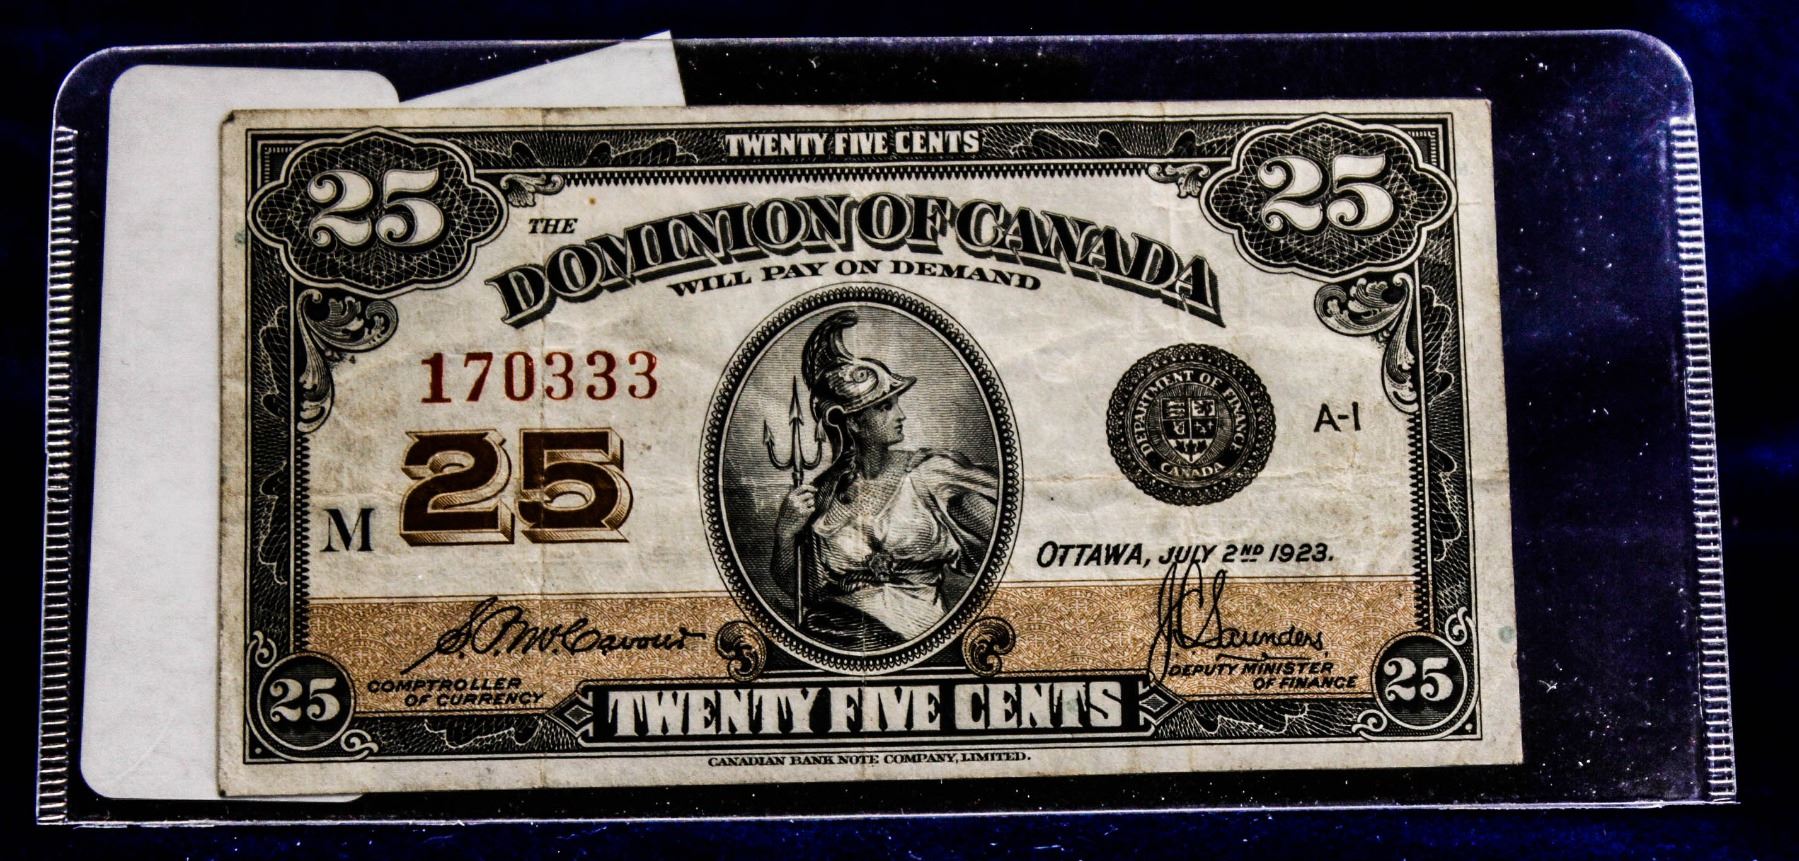 TWENTY FIVE CENTS
25 25
THE
DOMINION OF CANADA
WILL PAY ON DEMAND
170333
DEPARTMENT OF FINANCE
CANADA
A-1
M 25
OTTAWA, JULY 2ND 1923.
S.P. McCavour
J.C. Saunders
COMPTROLLER
OF CURRENCY
DEPUTY MINISTER
OF FINANCE
25 25
TWENTY FIVE CENTS
CANADIAN BANK NOTE COMPANY, LIMITED.